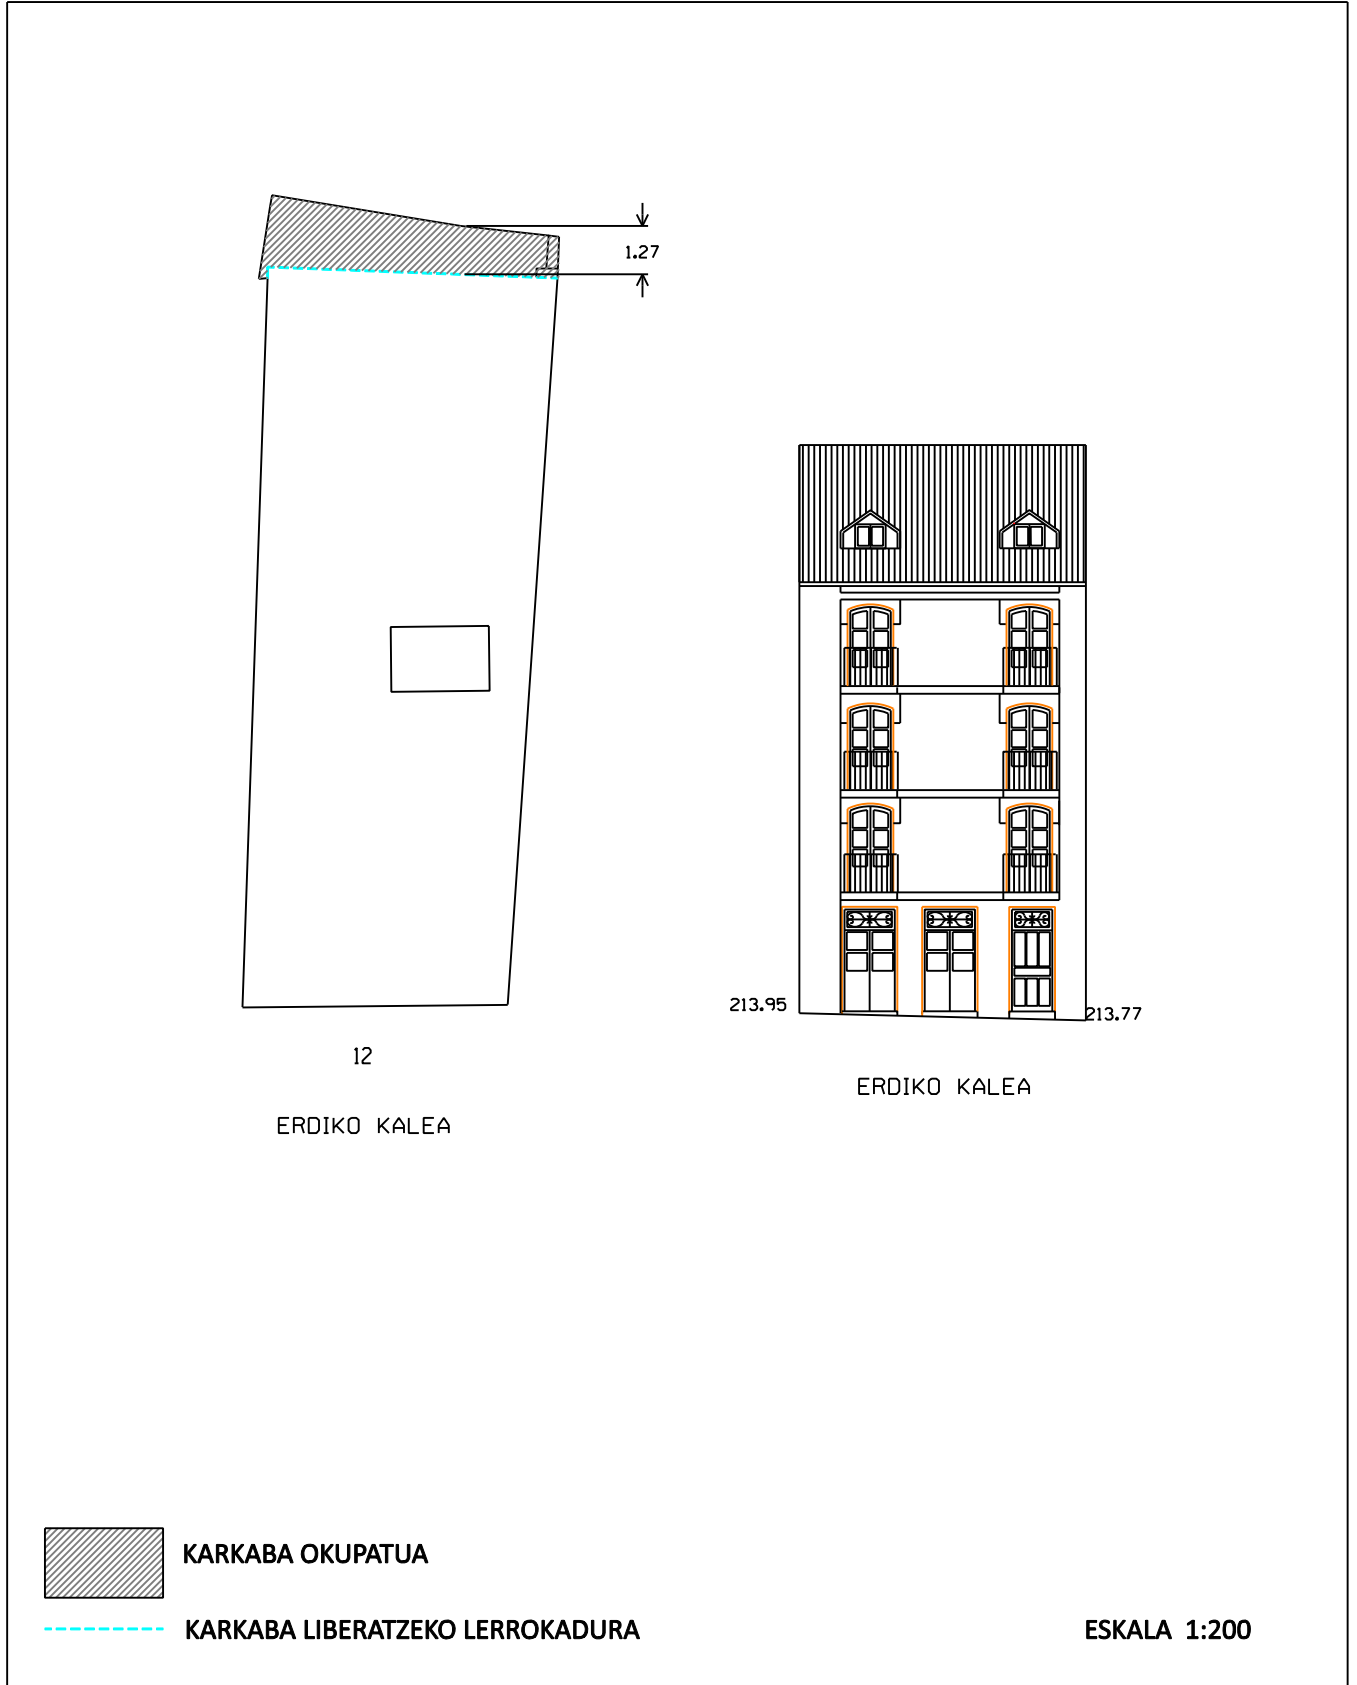 1.27
213.95
213.77
12
ERDIKO KALEA
ERDIKO KALEA
KARKABA OKUPATUA
KARKABA LIBERATZEKO LERROKADURA
ESKALA 1:200